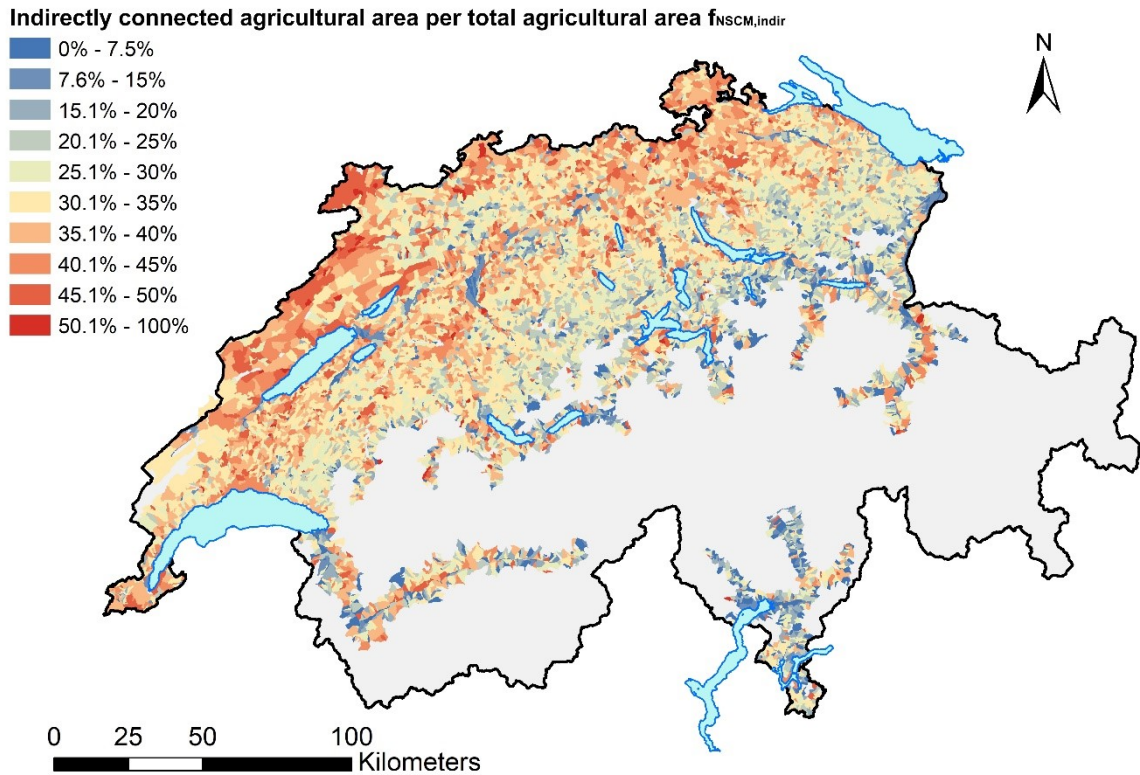 Indirectly connected agricultural area per total agricultural area fNSCM,indir
0% - 7.5%
7.6% - 15%
15.1% - 20%
20.1% - 25%
25.1% - 30%
30.1% - 35%
35.1% - 40%
40.1% - 45%
45.1% - 50%
50.1% - 100%
N
0 25 50 100
Kilometers